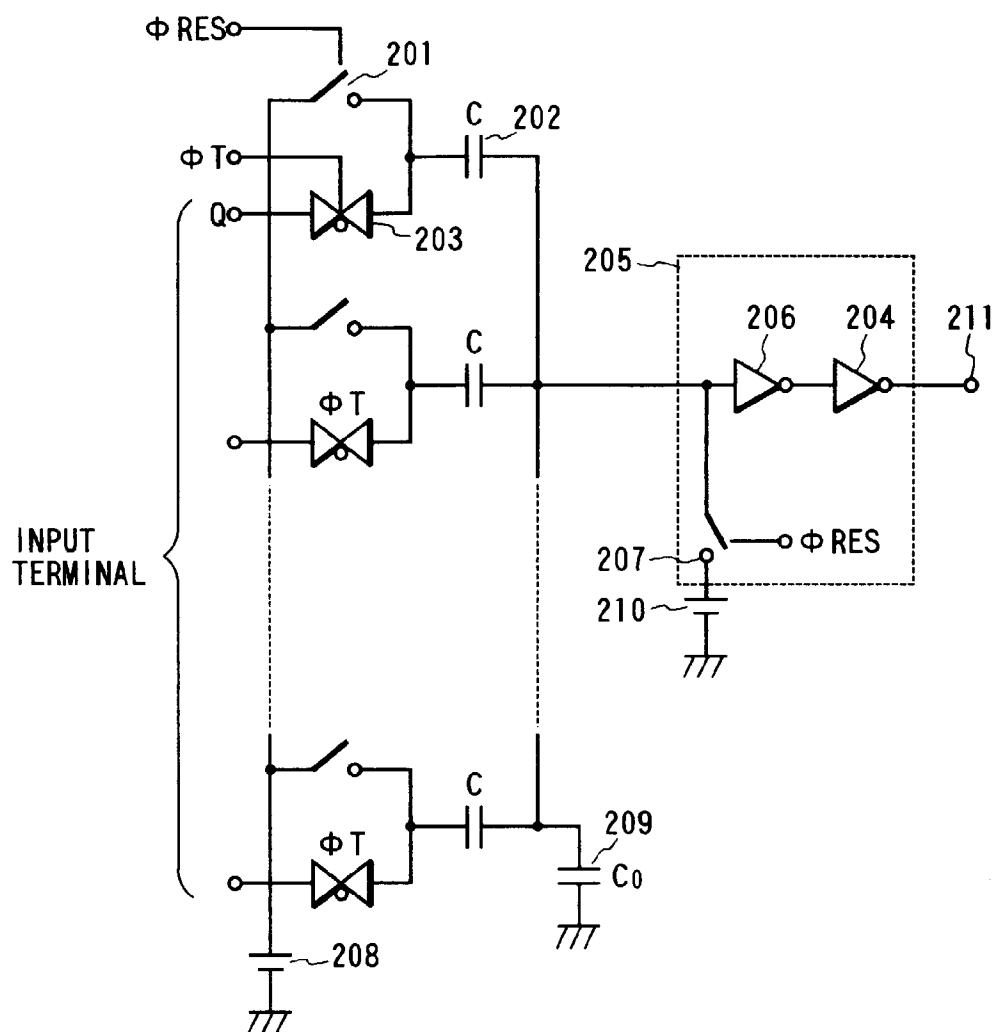 ΦRES
201
C
202
ΦT
Q
203
205
206
204
211
C
ΦT
INPUT
TERMINAL
207
ΦRES
210
C
209
ΦT
C0
208